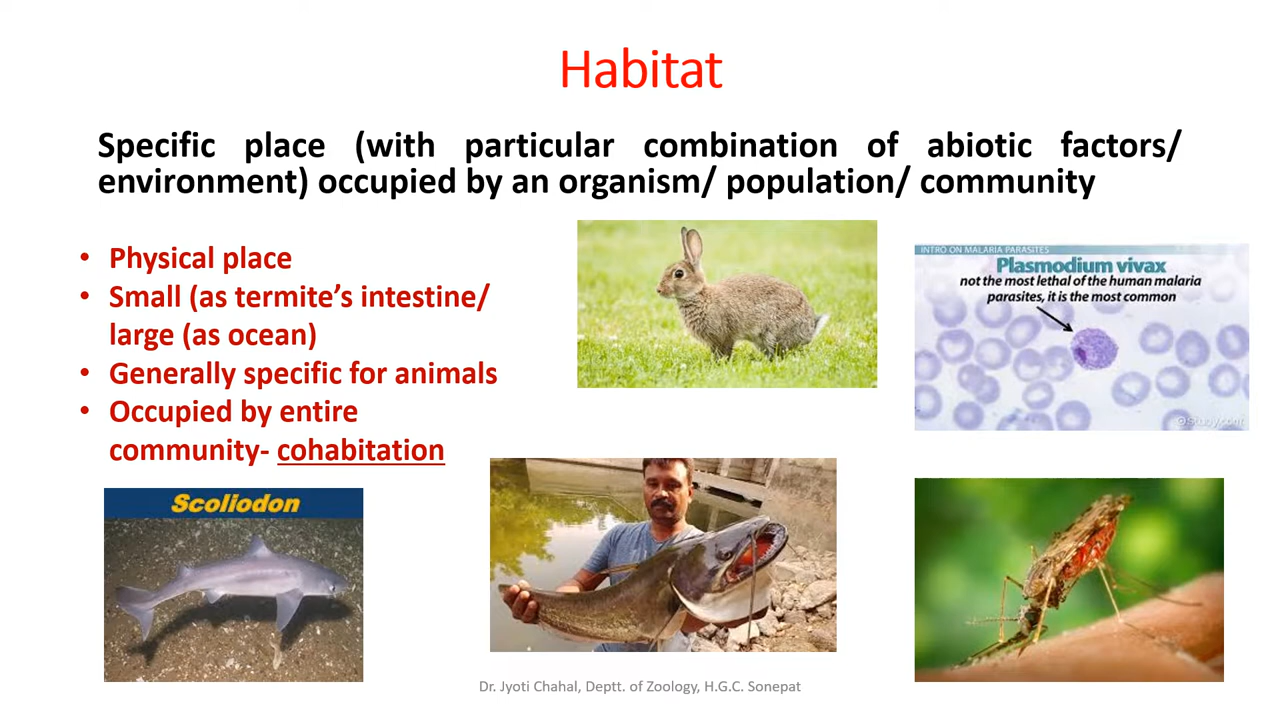 Habitat
Specific place (with particular combination of abiotic factors/
environment) occupied by an organism/ population/ community
• Physical place
• Small (as termite’s intestine/
large (as ocean)
• Generally specific for animals
• Occupied by entire
community- cohabitation
INTRO ON MALARIA PARASITES
Plasmodium vivax
not the most lethal of the human malaria
parasites, it is the most common
Scoliodon
Dr. Jyoti Chahal, Deptt. of Zoology, H.G.C. Sonepat